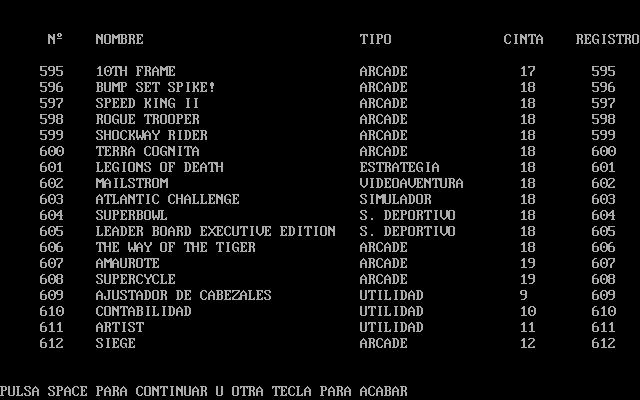 Nº NOMBRE TIPO CINTA REGISTRO
595 10TH FRAME ARCADE 17 595
596 BUMP SET SPIKE! ARCADE 18 596
597 SPEED KING II ARCADE 18 597
598 ROGUE TROOPER ARCADE 18 598
599 SHOCKWAY RIDER ARCADE 18 599
600 TERRA COGNITA ARCADE 18 600
601 LEGIONS OF DEATH ESTRATEGIA 18 601
602 MAILSTROM VIDEOAVENTURA 18 602
603 ATLANTIC CHALLENGE SIMULADOR 18 603
604 SUPERBOWL S. DEPORTIVO 18 604
605 LEADER BOARD EXECUTIVE EDITION S. DEPORTIVO 18 605
606 THE WAY OF THE TIGER ARCADE 18 606
607 AMAUROTE ARCADE 19 607
608 SUPERCYCLE ARCADE 19 608
609 AJUSTADOR DE CABEZALES UTILIDAD 9 609
610 CONTABILIDAD UTILIDAD 10 610
611 ARTIST UTILIDAD 11 611
612 SIEGE ARCADE 12 612
PULSA SPACE PARA CONTINUAR U OTRA TECLA PARA ACABAR